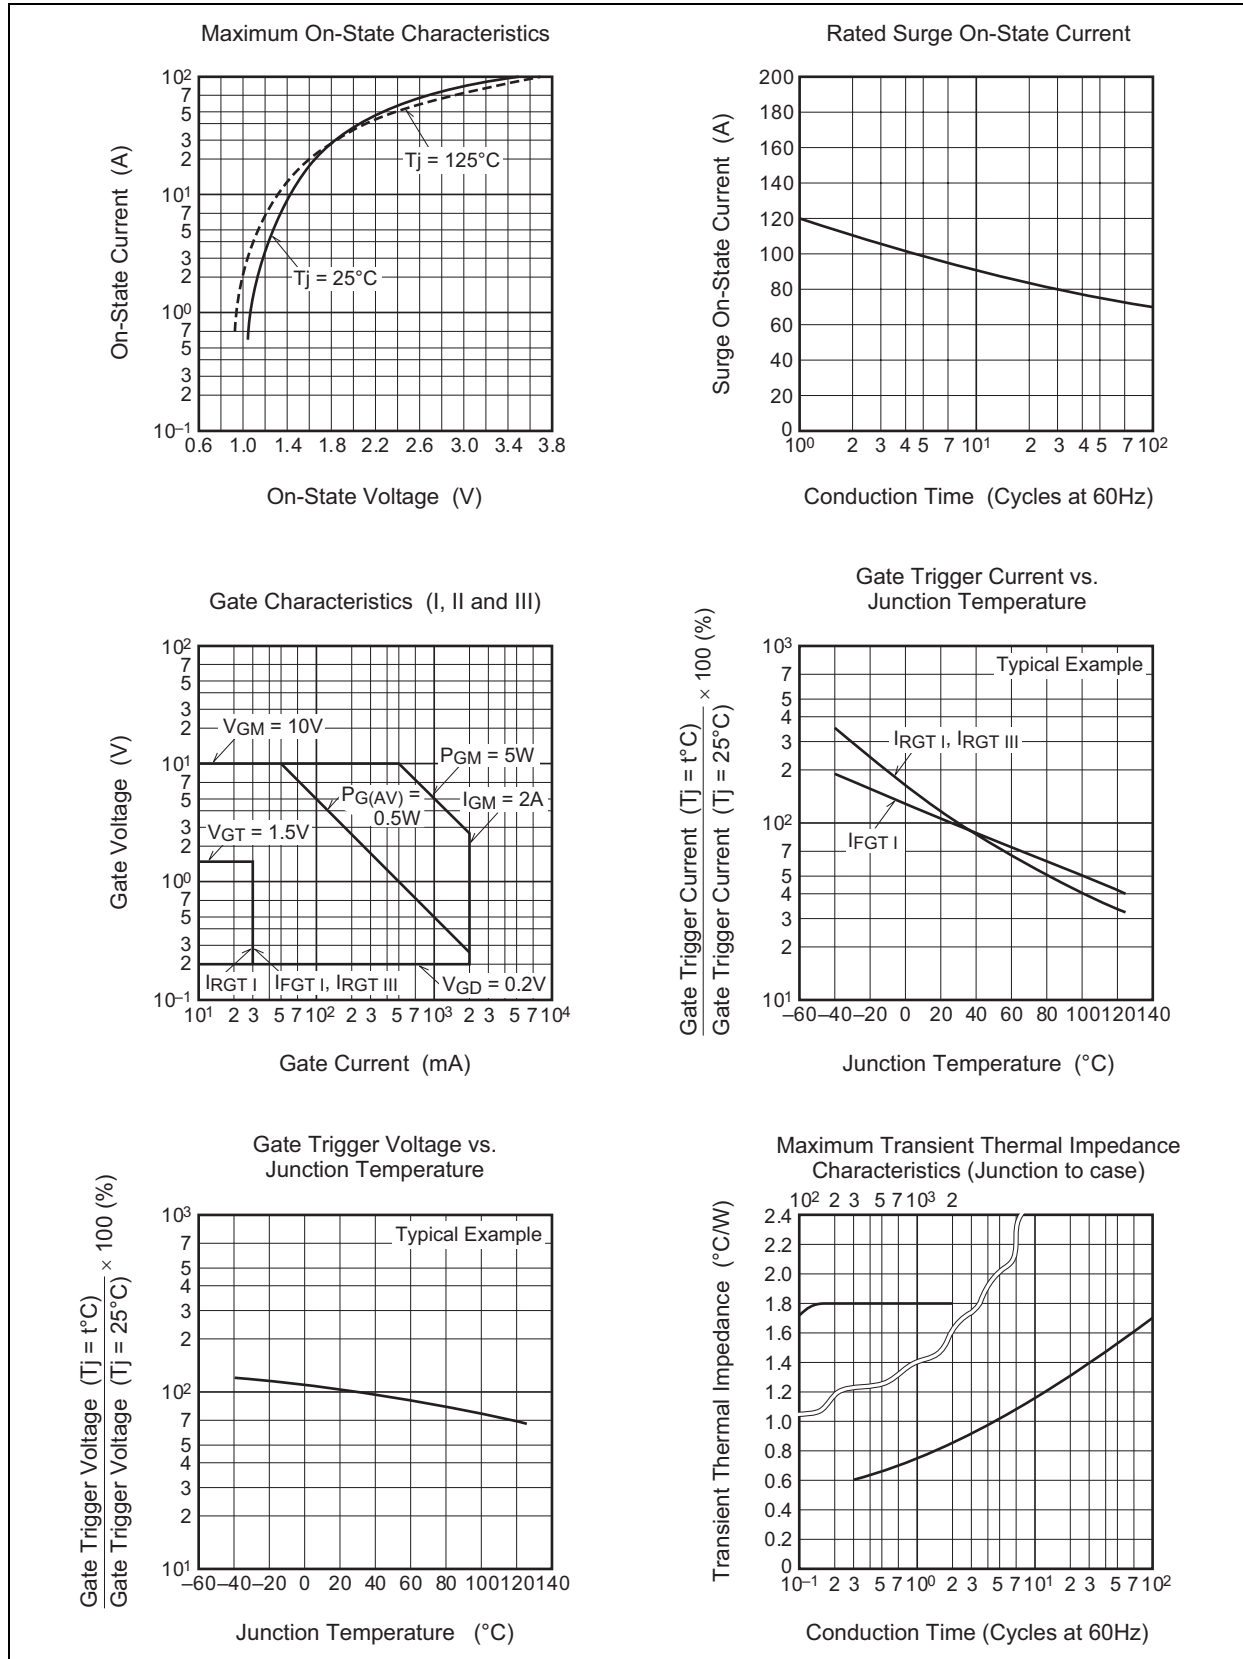 Maximum On-State Characteristics
On-State Current (A)
10² 7 5 3 2 10¹ 7 5 3 2 10⁰ 7 5 3 2 10–1
Tj = 125°C
Tj = 25°C
0.6 1.0 1.4 1.8 2.2 2.6 3.0 3.4 3.8
On-State Voltage (V)
Rated Surge On-State Current
Surge On-State Current (A)
200
180
160
140
120
100
80
60
40
20
0
10⁰ 2 3 4 5 7 10¹ 2 3 4 5 7 10²
Conduction Time (Cycles at 60Hz)
Gate Characteristics (I, II and III)
Gate Voltage (V)
10² 7 5 3 2 10¹ 7 5 3 2 10⁰ 7 5 3 2 10–1
VGM = 10V
PGM = 5W
PG(AV) =
0.5W
IGM = 2A
VGT = 1.5V
IRGT I
IFGT I, IRGT III
VGD = 0.2V
10¹ 2 3 5 7 10² 2 3 5 7 10³ 2 3 5 7 10⁴
Gate Current (mA)
Gate Trigger Current vs.
Junction Temperature
Gate Trigger Current (Tj = t°C)
Gate Trigger Current (Tj = 25°C)
× 100 (%)
10³ 7 5 4 3 2 10² 7 5 4 3 2 10¹
Typical Example
IRGT I, IRGT III
IFGT I
–60 –40 –20 0 20 40 60 80 100 120 140
Junction Temperature (°C)
Gate Trigger Voltage vs.
Junction Temperature
Gate Trigger Voltage (Tj = t°C)
Gate Trigger Voltage (Tj = 25°C)
× 100 (%)
10³ 7 5 4 3 2 10² 7 5 4 3 2 10¹
Typical Example
–60 –40 –20 0 20 40 60 80 100 120 140
Junction Temperature (°C)
Maximum Transient Thermal Impedance
Characteristics (Junction to case)
10² 2 3 5 7 10³ 2
Transient Thermal Impedance (°C/W)
2.4
2.2
2.0
1.8
1.6
1.4
1.2
1.0
0.8
0.6
0.4
0.2
0
10–1 2 3 5 7 10⁰ 2 3 5 7 10¹ 2 3 5 7 10²
Conduction Time (Cycles at 60Hz)